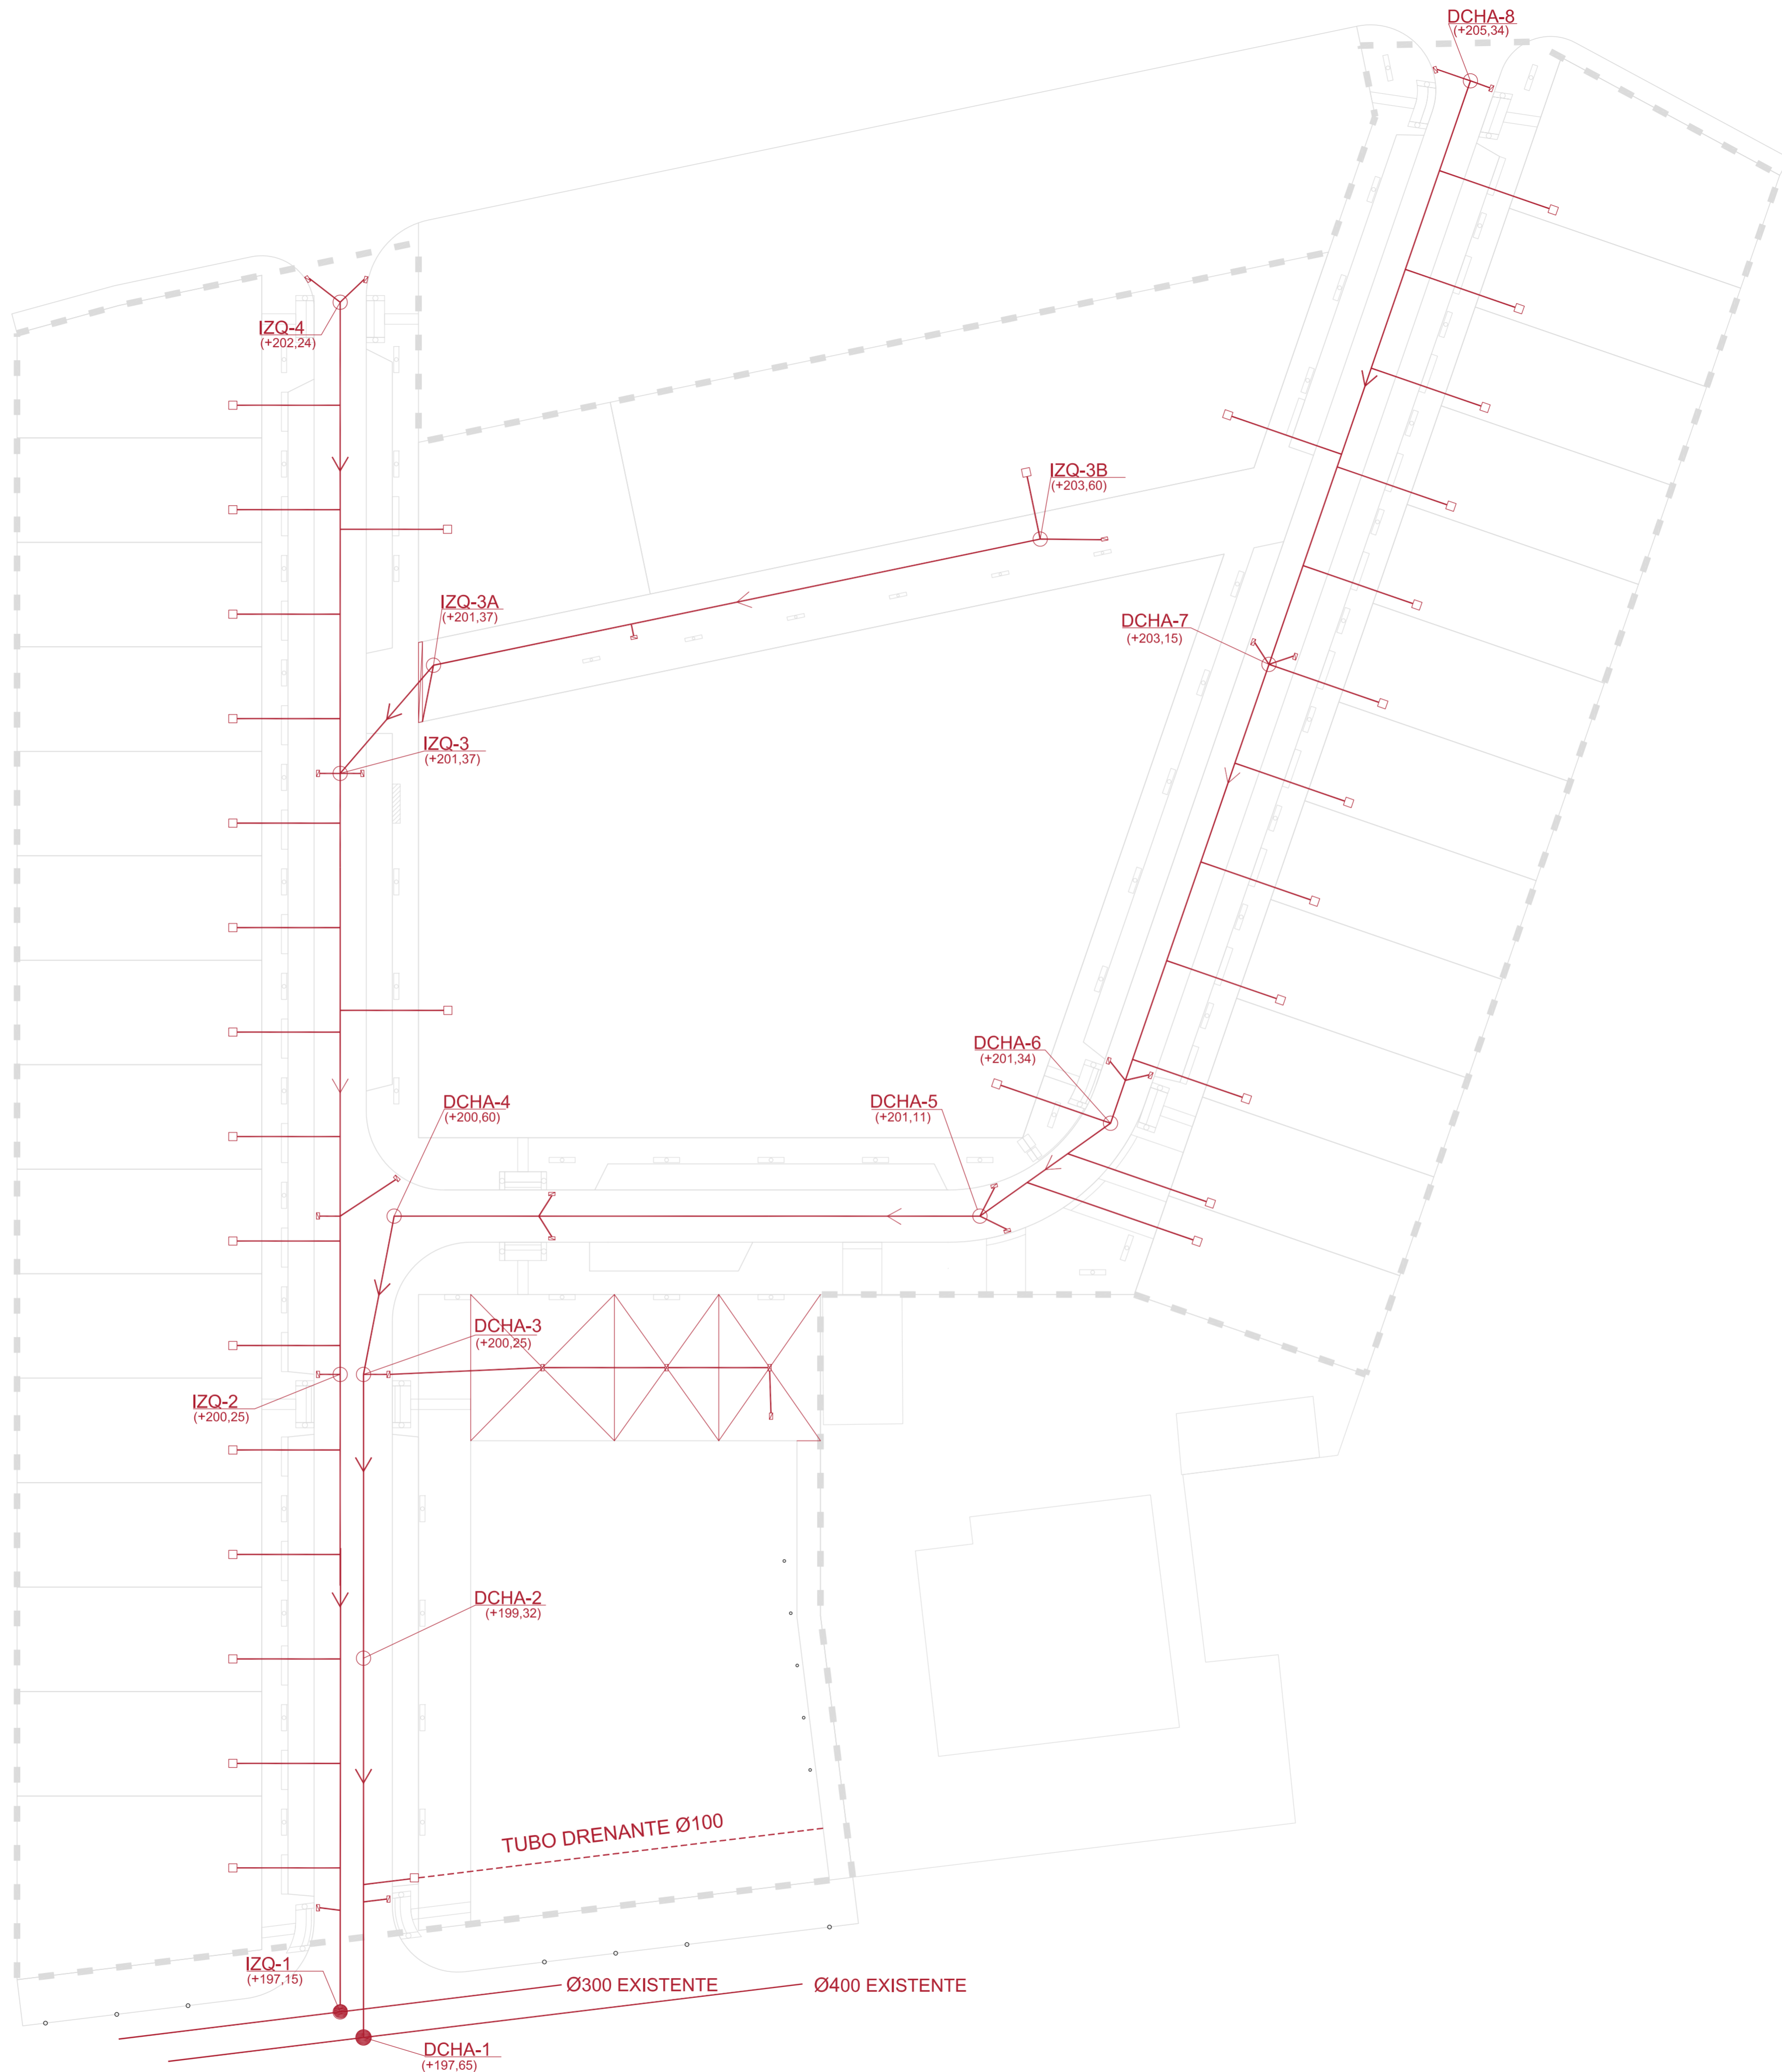 DCHA-8
(+205,34)
IZQ-4
(+202,24)
IZQ-3B
(+203,60)
IZQ-3A
(+201,37)
DCHA-7
(+203,15)
IZQ-3
(+201,37)
DCHA-6
(+201,34)
DCHA-4
(+200,60)
DCHA-5
(+201,11)
DCHA-3
(+200,25)
IZQ-2
(+200,25)
DCHA-2
(+199,32)
TUBO DRENANTE Ø100
IZQ-1
(+197,15)
Ø300 EXISTENTE
Ø400 EXISTENTE
DCHA-1
(+197,65)